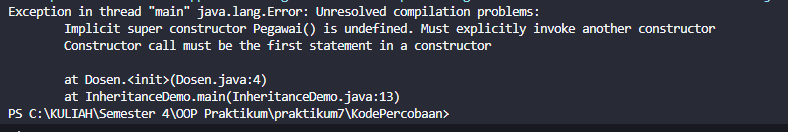 Exception in thread "main" java.lang.Error: Unresolved compilation problems:
Implicit super constructor Pegawai() is undefined. Must explicitly invoke another constructor
Constructor call must be the first statement in a constructor
at Dosen.<init>(Dosen.java:4)
at InheritanceDemo.main(InheritanceDemo.java:13)
PS C:\KULIAH\Semester 4\OOP Praktikum\praktikum7\KodePercobaan>